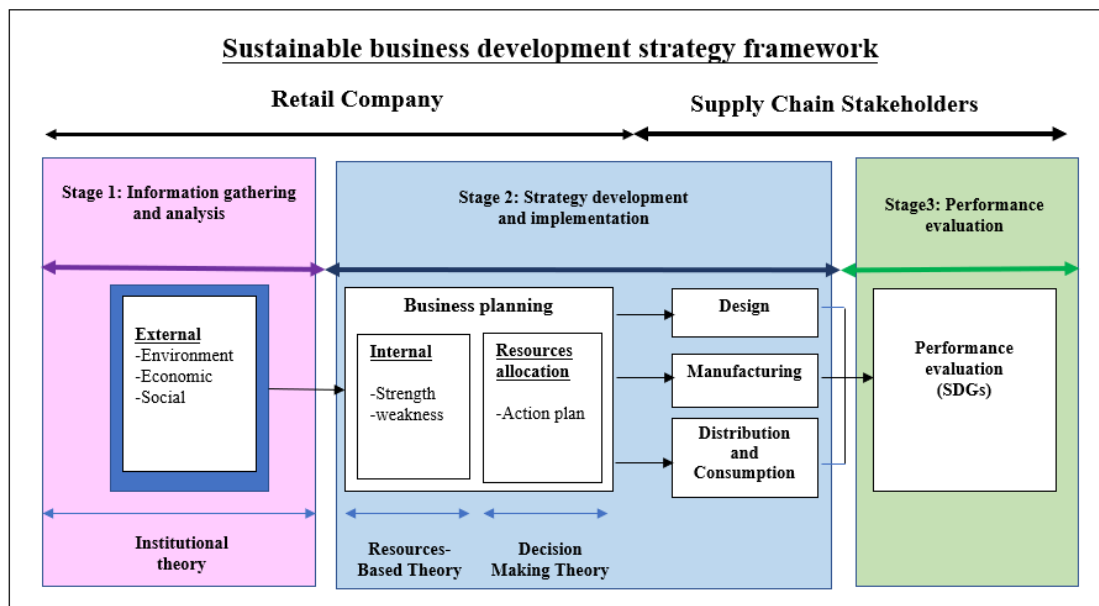 Sustainable business development strategy framework
Retail Company
Supply Chain Stakeholders
Stage 1: Information gathering
and analysis
Stage 2: Strategy development
and implementation
Stage3: Performance
evaluation
External
-Environment
-Economic
-Social
Business planning
Internal
-Strength
-weakness
Resources
allocation
-Action plan
Design
Manufacturing
Distribution
and
Consumption
Performance
evaluation
(SDGs)
Institutional
theory
Resources-
Based Theory
Decision
Making Theory